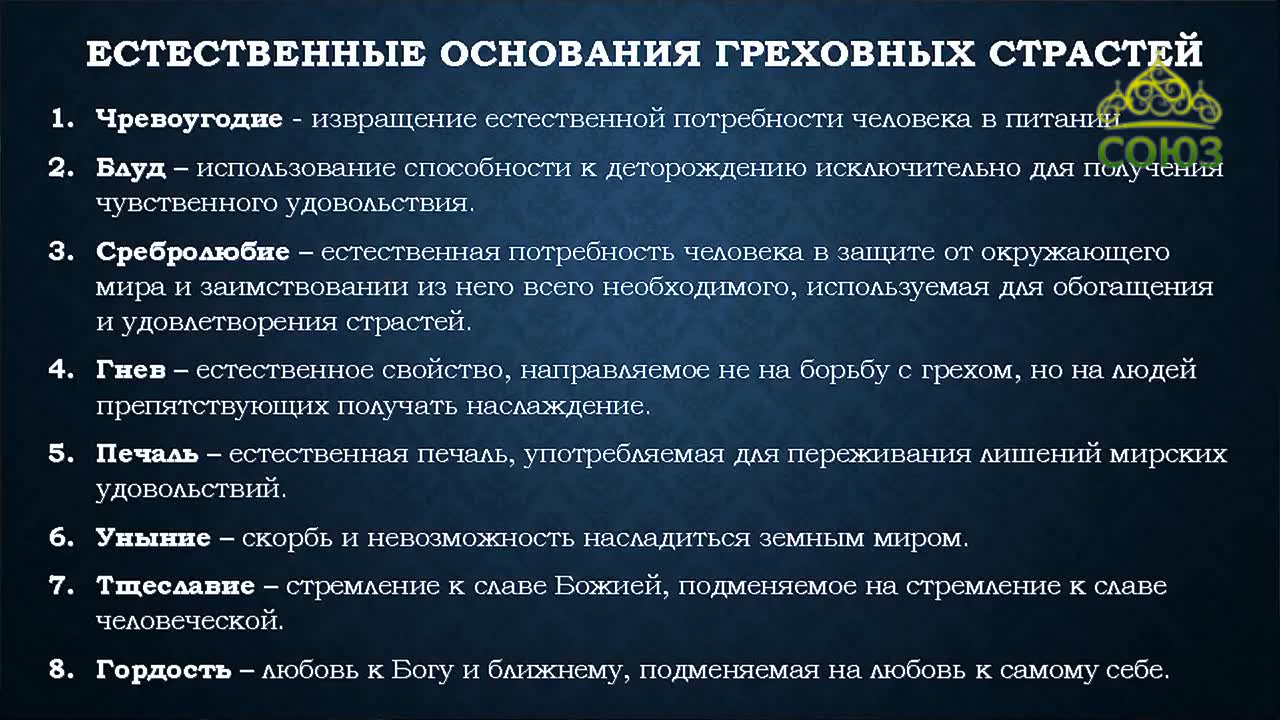 ЕСТЕСТВЕННЫЕ ОСНОВАНИЯ ГРЕХОВНЫХ СТРАСТЕЙ
СОЮЗ
1. Чревоугодие - извращение естественной потребности человека в питании
2. Блуд – использование способности к деторождению исключительно для получения
чувственного удовольствия.
3. Сребролюбие – естественная потребность человека в защите от окружающего
мира и заимствовании из него всего необходимого, используемая для обогащения
и удовлетворения страстей.
4. Гнев – естественное свойство, направляемое не на борьбу с грехом, но на людей
препятствующих получать наслаждение.
5. Печаль – естественная печаль, употребляемая для переживания лишений мирских
удовольствий.
6. Уныние – скорбь и невозможность насладиться земным миром.
7. Тщеславие – стремление к славе Божией, подменяемое на стремление к славе
человеческой.
8. Гордость – любовь к Богу и ближнему, подменяемая на любовь к самому себе.